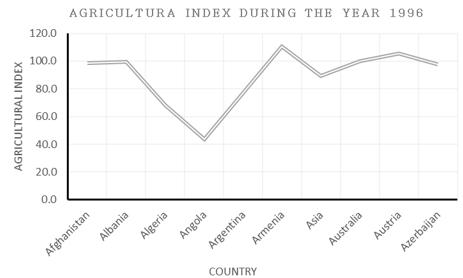 AGRICULTURA INDEX DURING THE YEAR 1996
120.0
100.0
80.0
60.0
40.0
20.0
0.0
AGRICULTURAL INDEX
Afghanistan
Albania
Algeria
Angola
Argentina
Armenia
Asia
Australia
Austria
Azerbaijan
COUNTRY